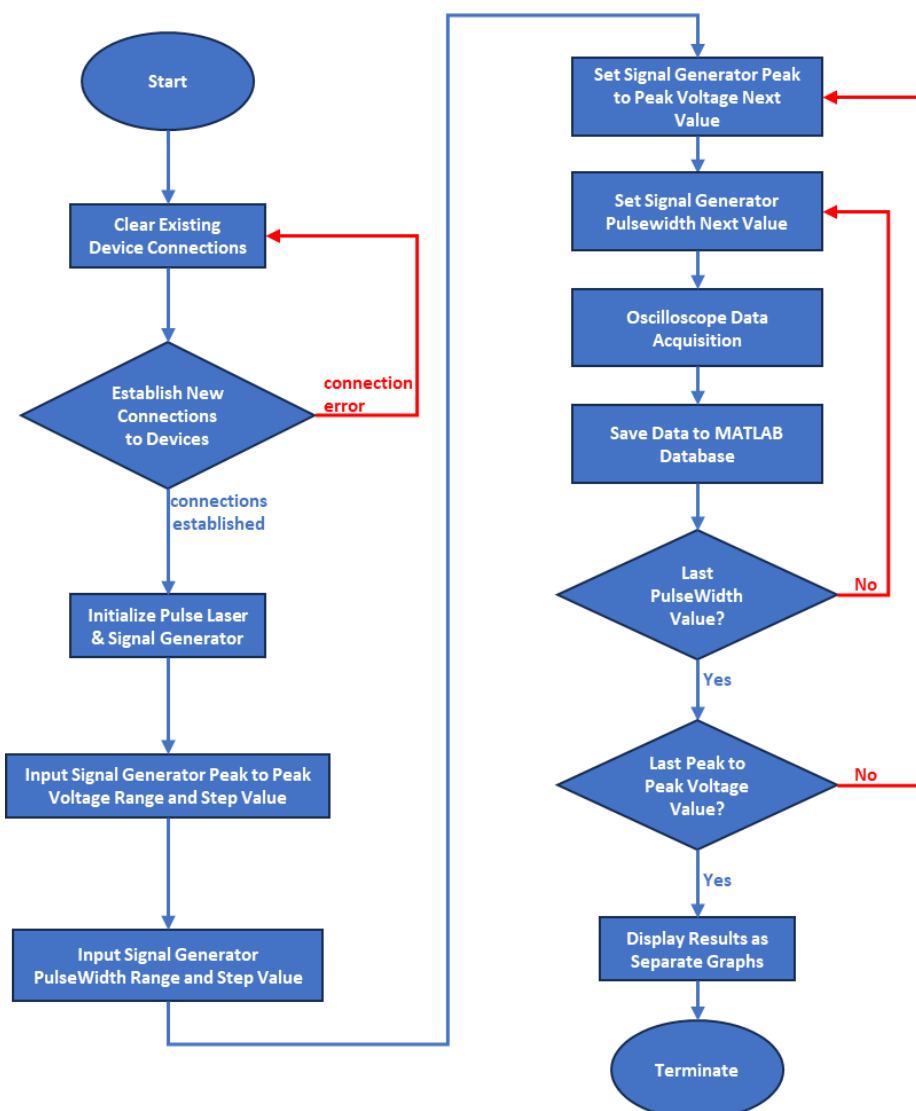 Start
Clear Existing
Device Connections
Establish New
Connections
to Devices
connection
error
connections
established
Initialize Pulse Laser
& Signal Generator
Input Signal Generator Peak to Peak
Voltage Range and Step Value
Input Signal Generator
PulseWidth Range and Step Value
Set Signal Generator Peak
to Peak Voltage Next
Value
Set Signal Generator
Pulsewidth Next Value
Oscilloscope Data
Acquisition
Save Data to MATLAB
Database
Last
PulseWidth
Value?
No
Yes
Last Peak to
Peak Voltage
Value?
No
Yes
Display Results as
Separate Graphs
Terminate